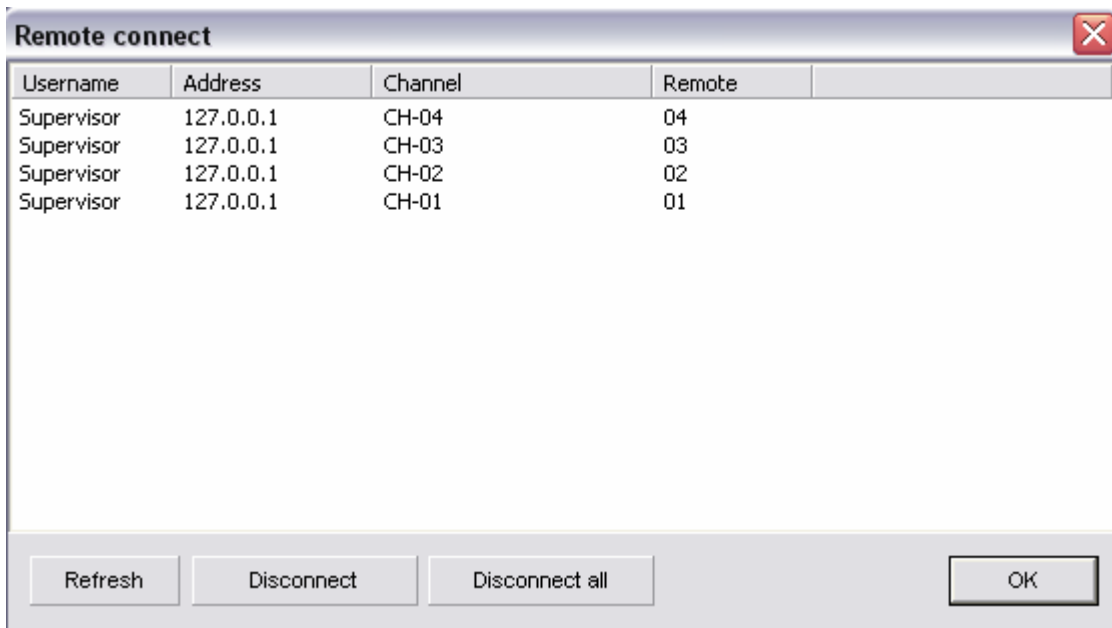 Remote connect
Username Address Channel Remote
Supervisor 127.0.0.1 CH-04 04
Supervisor 127.0.0.1 CH-03 03
Supervisor 127.0.0.1 CH-02 02
Supervisor 127.0.0.1 CH-01 01
Refresh Disconnect Disconnect all OK